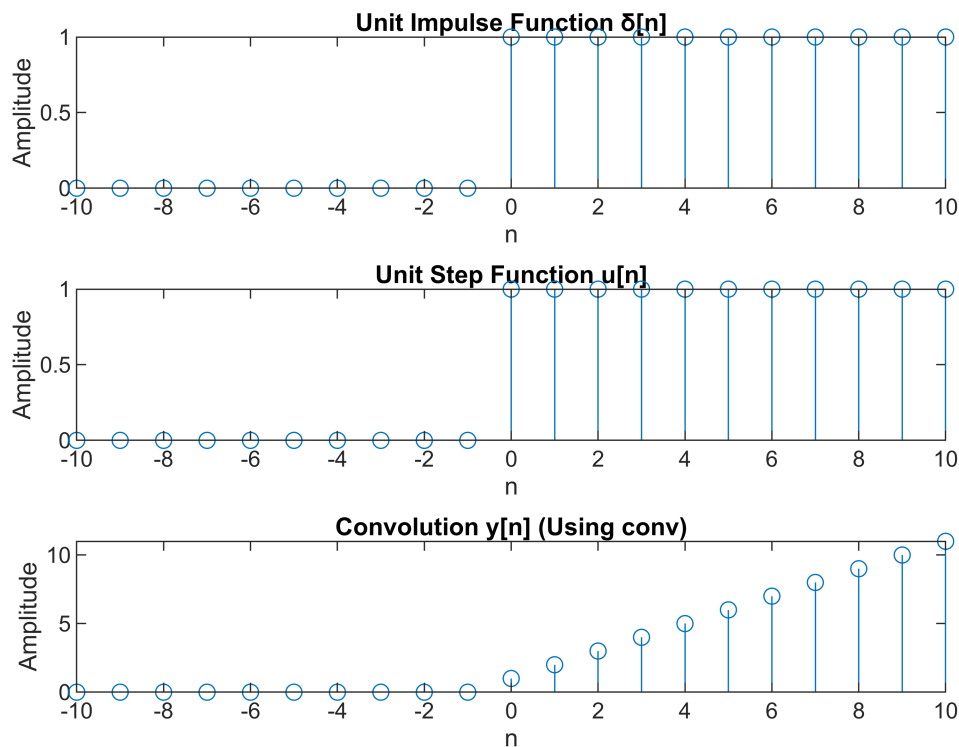 Unit Impulse Function δ[n]
1
0.5
0
Amplitude
-10 -8 -6 -4 -2 0 2 4 6 8 10
n
Unit Step Function u[n]
1
0.5
0
Amplitude
-10 -8 -6 -4 -2 0 2 4 6 8 10
n
Convolution y[n] (Using conv)
10
5
0
Amplitude
-10 -8 -6 -4 -2 0 2 4 6 8 10
n